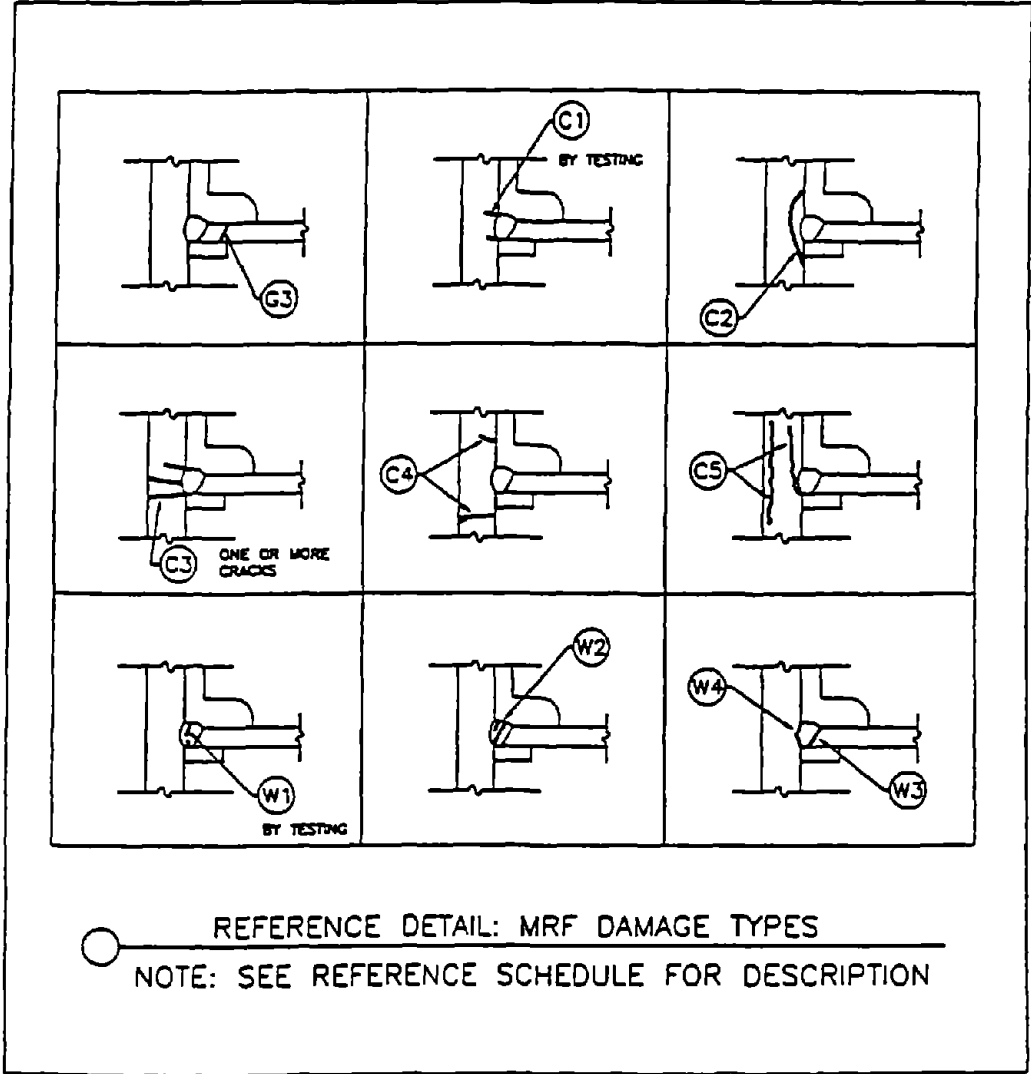 G3
C1
BY TESTING
C2
C3
ONE OR MORE
CRACKS
C4
C5
W1
BY TESTING
W2
W4
W3
REFERENCE DETAIL: MRF DAMAGE TYPES
NOTE: SEE REFERENCE SCHEDULE FOR DESCRIPTION